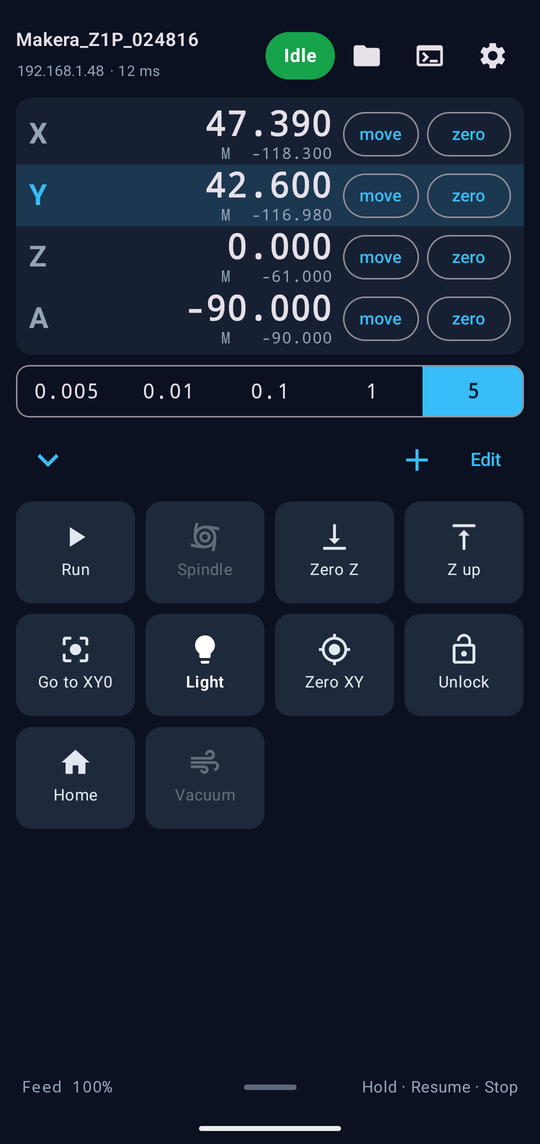 Makera_Z1P_024816
192.168.1.48 · 12 ms
Idle
X 47.390 move zero
M -118.300
Y 42.600 move zero
M -116.980
Z 0.000 move zero
M -61.000
A -90.000 move zero
M -90.000
0.005 0.01 0.1 1 5
Edit
Run Spindle Zero Z Z up
Go to XY0 Light Zero XY Unlock
Home Vacuum
Feed 100% Hold · Resume · Stop